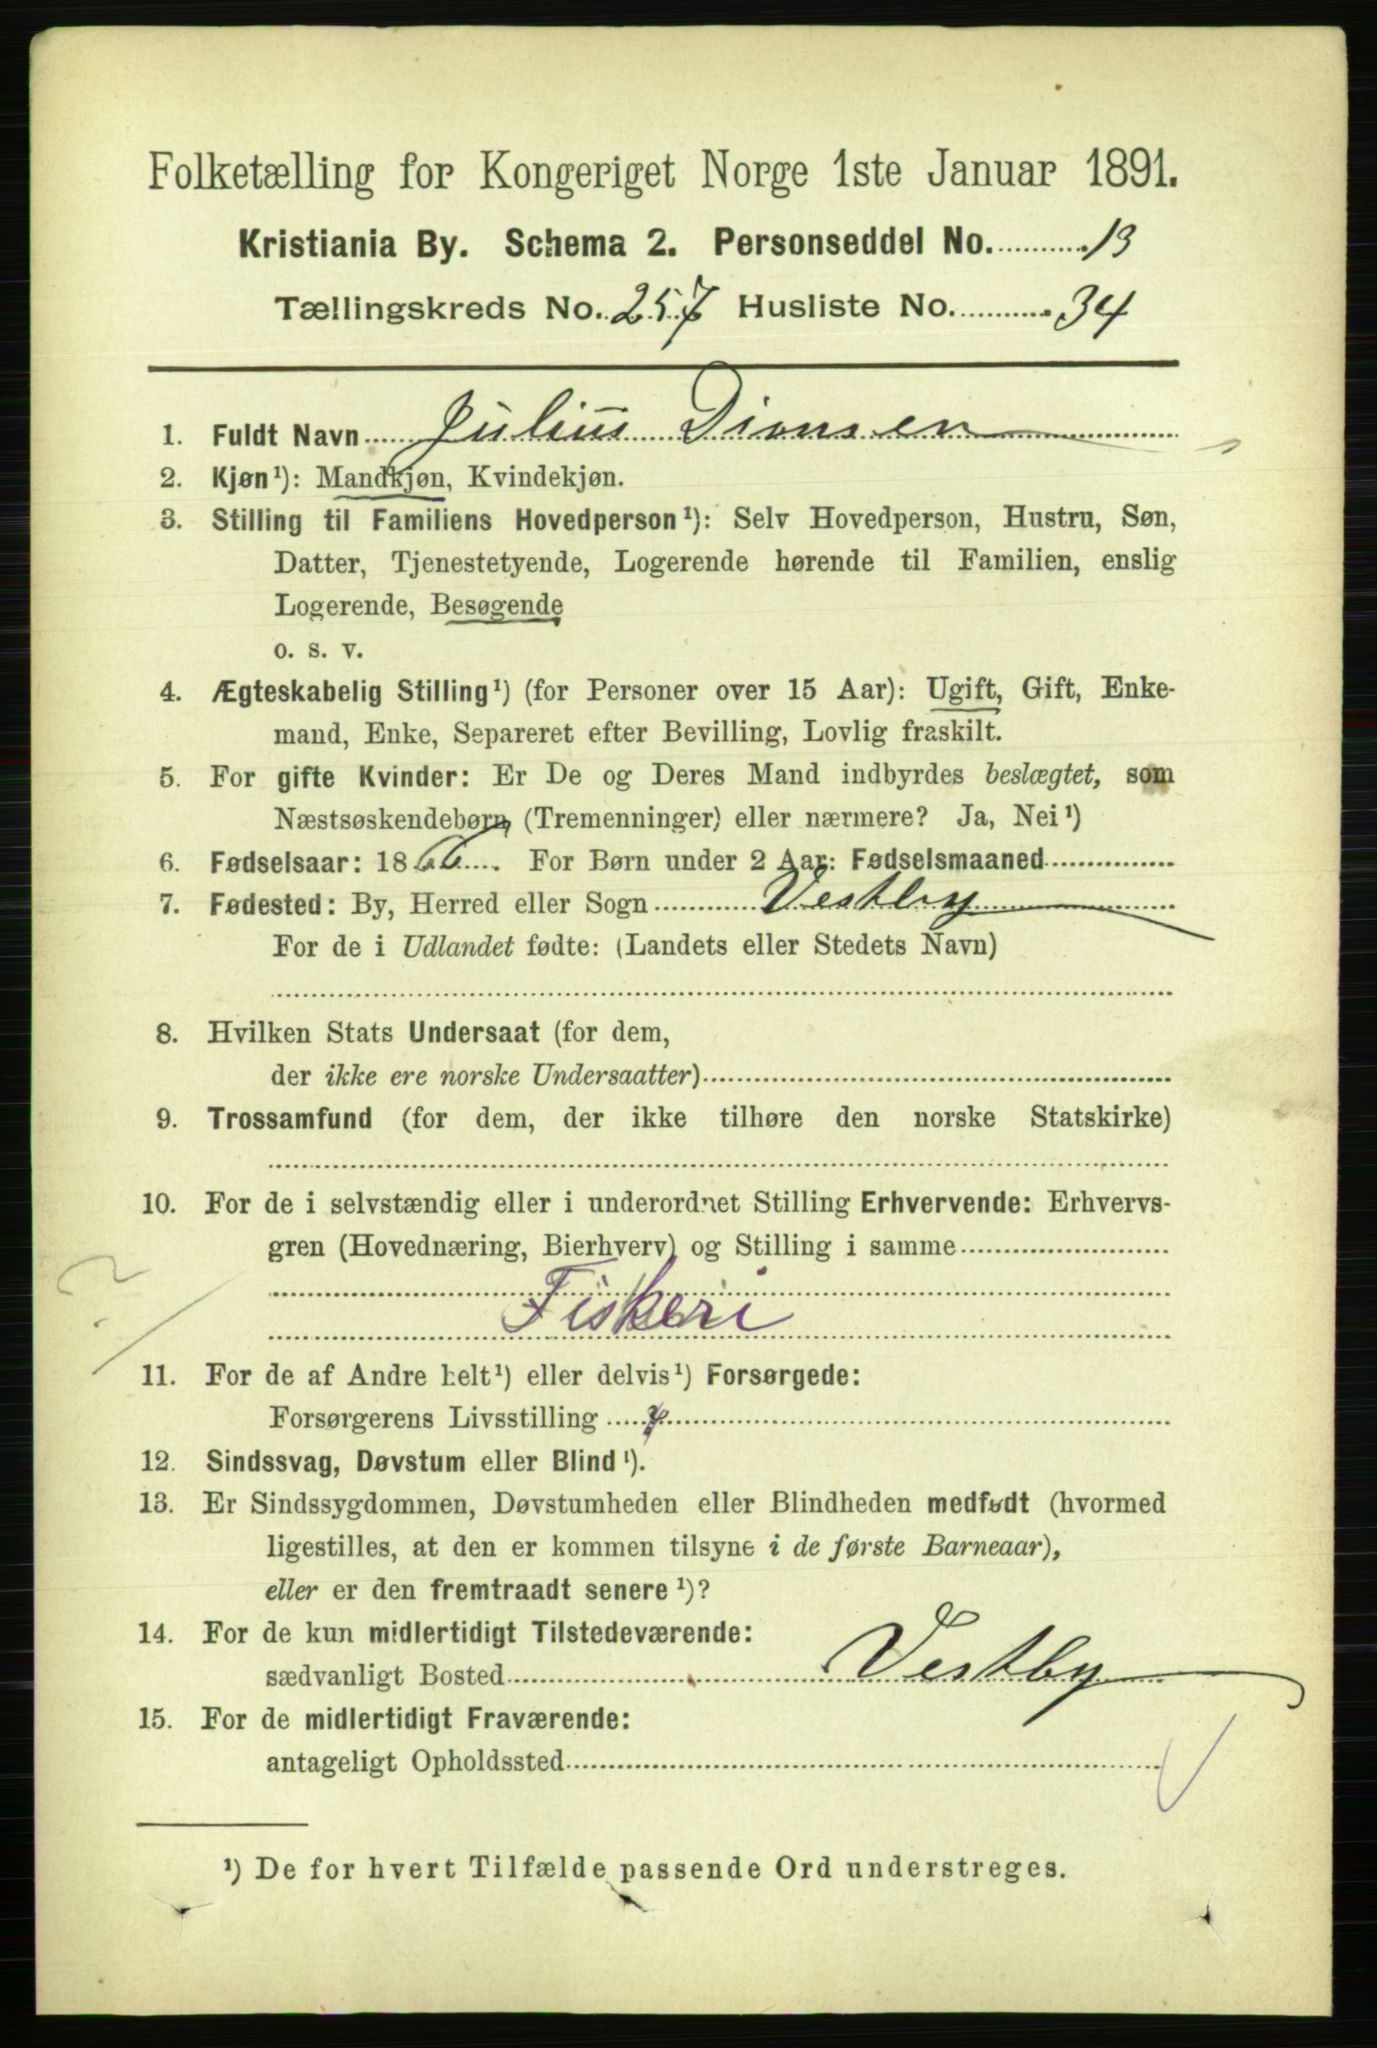 Folketælling for Kongeriget Norge 1ste Januar 1891.
Kristiania By. Schema 2. Personseddel No. 13
Tællingskreds No. 257 Husliste No. 34
1. Fuldt Navn Julius
2. Kjøn¹): Mandkjøn, Kvindekjøn.
3. Stilling til Familiens Hovedperson¹): Selv Hovedperson, Hustru, Søn,
Datter, Tjenestetyende, Logerende hørende til Familien, enslig
Logerende, Besøgende
o. s. v.
4. Ægteskabelig Stilling¹) (for Personer over 15 Aar): Ugift, Gift, Enke-
mand, Enke, Separeret efter Bevilling, Lovlig fraskilt.
5. For gifte Kvinder: Er De og Deres Mand indbyrdes beslægtet, som
Næstsøskendebørn (Tremenninger) eller nærmere? Ja, Nei¹)
6. Fødselsaar: 1866. For Børn under 2 Aar: Fødselsmaaned
7. Fødested: By, Herred eller Sogn Vestby
For de i Udlandet fødte: (Landets eller Stedets Navn)
8. Hvilken Stats Undersaat (for dem,
der ikke ere norske Undersaatter)
9. Trossamfund (for dem, der ikke tilhøre den norske Statskirke)
10. For de i selvstændig eller i underordnet Stilling Erhvervende: Erhvervs-
gren (Hovednæring, Bierhverv) og Stilling i samme
Fiskeri
?
11. For de af Andre helt¹) eller delvis¹) Forsørgede:
Forsørgerens Livsstilling
12. Sindssvag, Døvstum eller Blind¹).
13. Er Sindssygdommen, Døvstumheden eller Blindheden medfødt (hvormed
ligestilles, at den er kommen tilsyne i de første Barneaar),
eller er den fremtraadt senere¹)?
14. For de kun midlertidigt Tilstedeværende:
sædvanligt Bosted Vestby
15. For de midlertidigt Fraværende:
antageligt Opholdssted
¹) De for hvert Tilfælde passende Ord understreges.